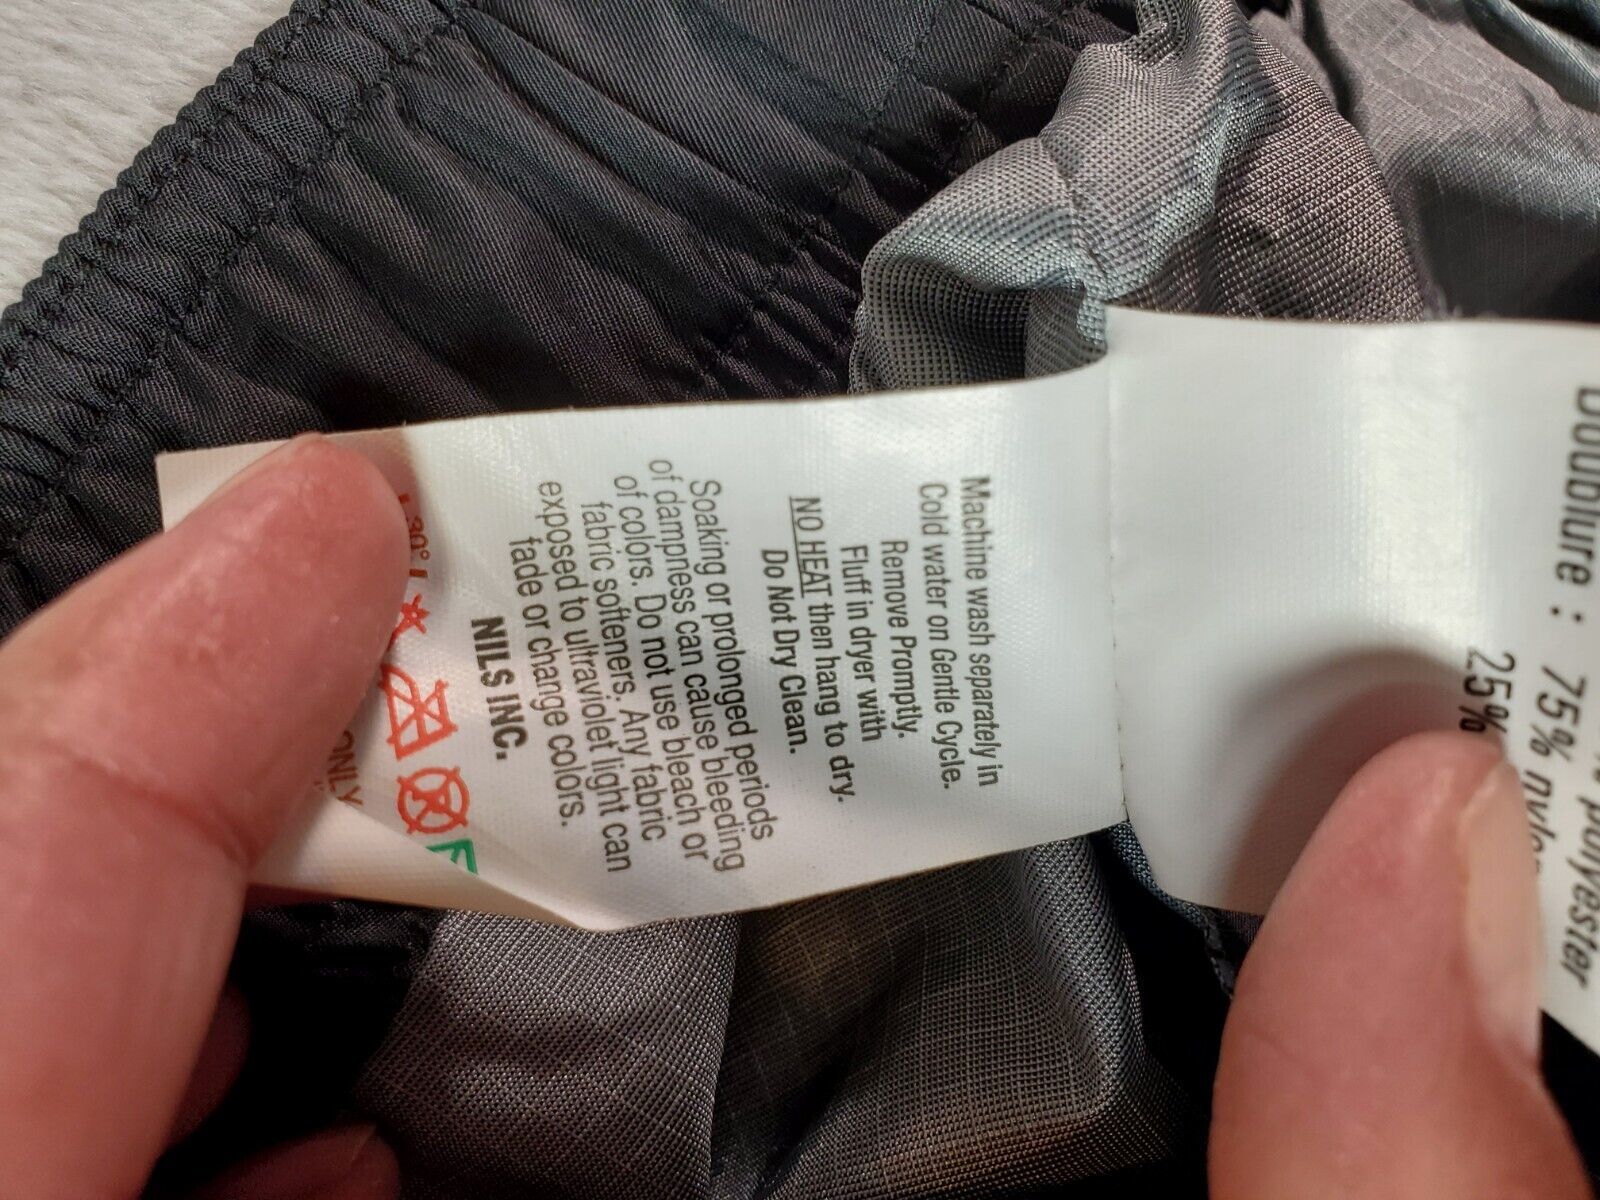 Machine wash separately in
Cold water on Gentle Cycle.
Remove Promptly.
Fluff in dryer with
NO HEAT then hang to dry.
Do Not Dry Clean.
Soaking or prolonged periods
of dampness can cause bleeding
of colors. Do not use bleach or
fabric softeners. Any fabric
exposed to ultraviolet light can
fade or change colors.
NILS INC.
30°
ONLY
Doublure : 75% nylon
25% polyester